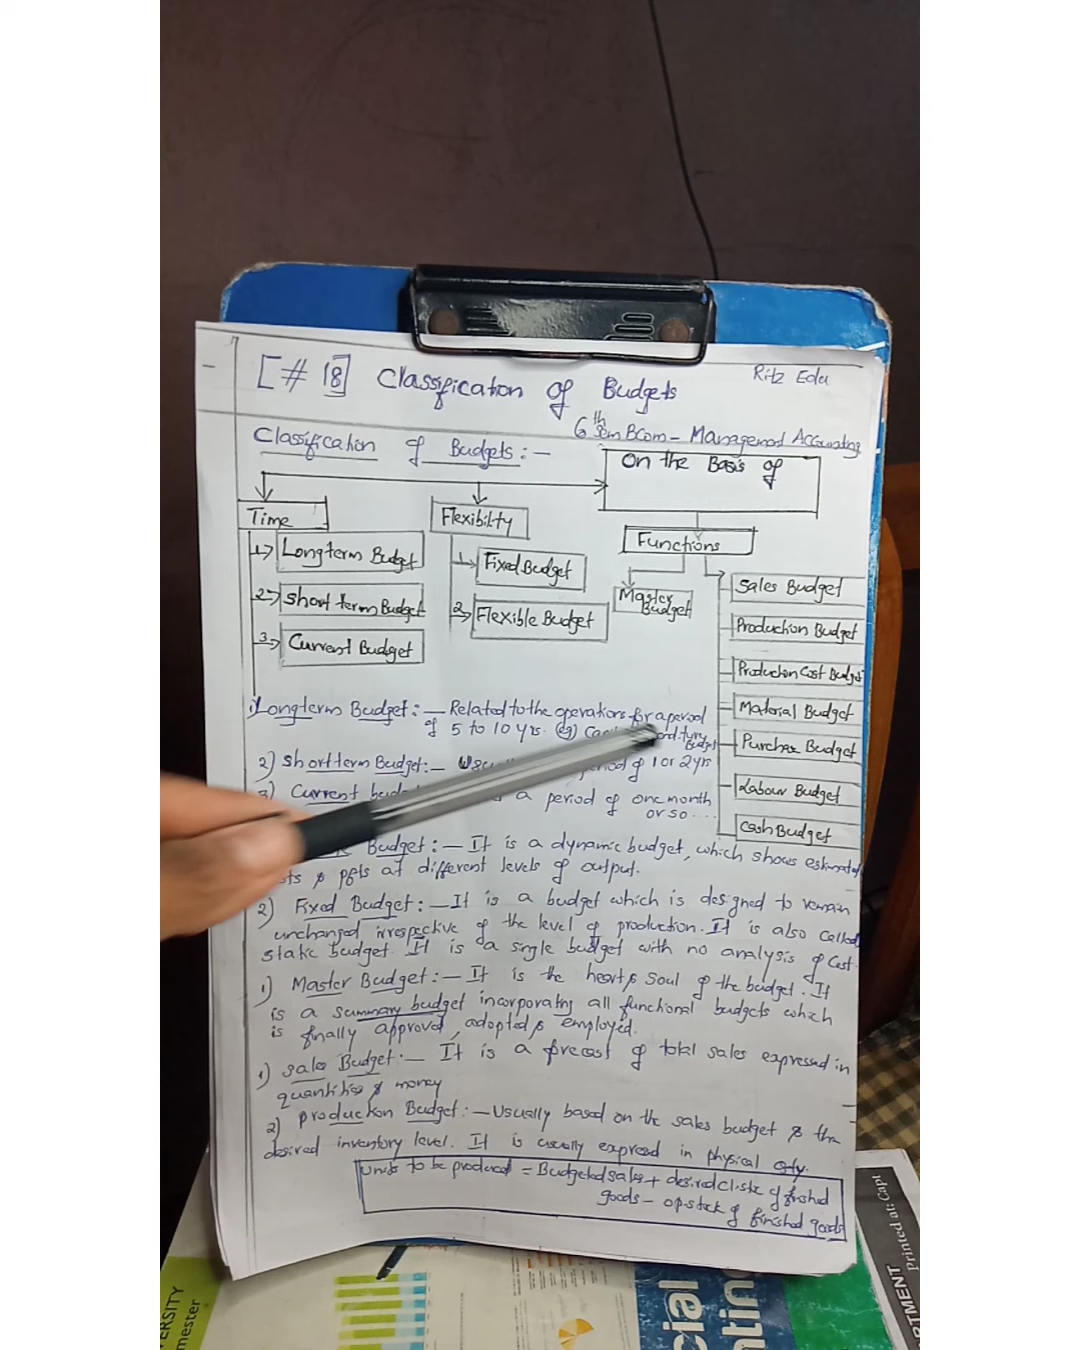 [# 18] Classification of Budgets
Ritz Edu
6th Sem BCom - Management Accounting
Classification of Budgets : -
On the Basis of
Time
Flexibility
Functions
1 Longterm Budget
2 Short term Budget
3 Current Budget
1 Fixed Budget
2 Flexible Budget
Master Budget
Sales Budget
Production Budget
Production Cost Budget
Material Budget
Purchase Budget
Labour Budget
Cash Budget
1) Longterm Budget: - Related to the operations for a period
of 5 to 10 yrs. (eg)
Budget
2) Short term Budget: - of 1 or 2 yrs
3) Current a period of one month
or so ....
Budget: - It is a dynamic budget, which shows estimated
& pfts at different levels of output.
2) Fixed Budget: - It is a budget which is designed to remain
unchanged irrespective of the level of production. It is also called
static budget. It is a single budget with no analysis of Cost.
1) Master Budget: - It is the heart & soul of the budget. It
is a summary budget incorporating all functional budgets which
is finally approved, adopted & employed.
1) Sales Budget: - It is a forecast of total sales expressed in
quantities & money
2) Production Budget: - Usually based on the sales budget & the
desired inventory level. It is usually expressed in physical qty.
Units to be produced = Budgeted sales + desired cl. stk of finished
goods - op. stock of finished goods
ERSITY
mester
cial
ntin
RTMENT
Printed at: Capt